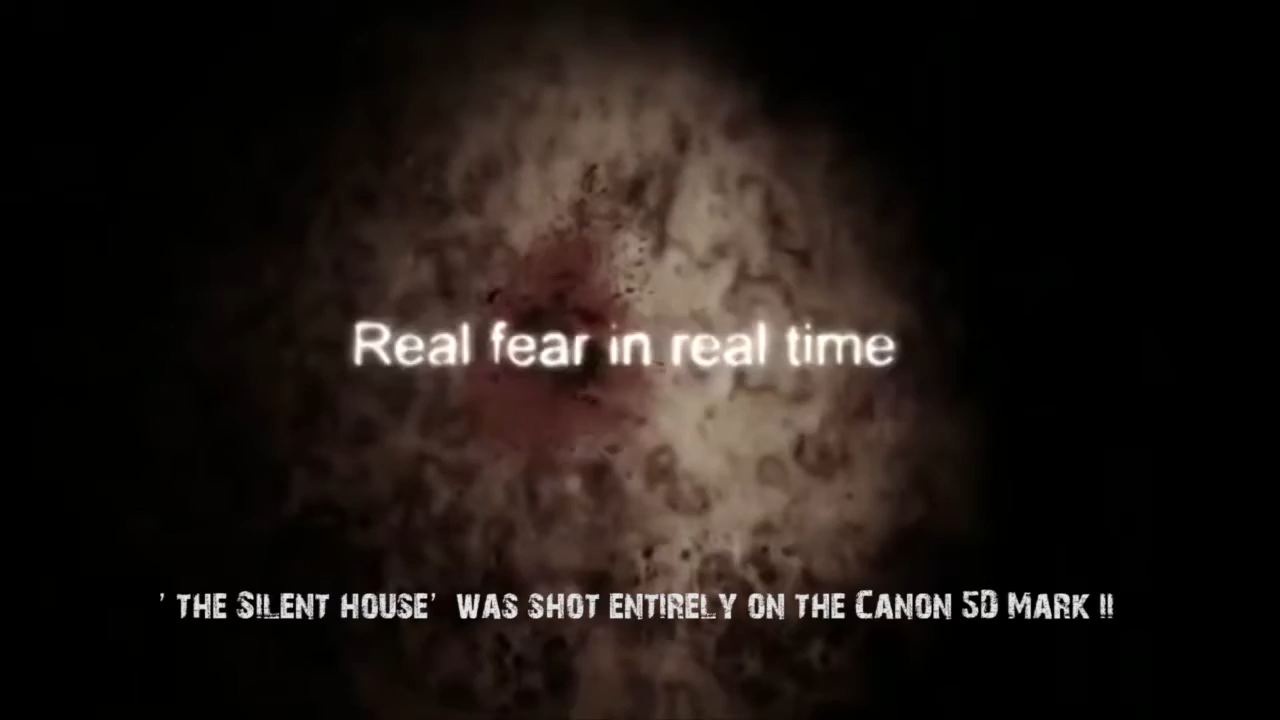 Real fear in real time
' THE SILENT HOUSE' WAS SHOT ENTIRELY ON THE CANON 5D MARK II